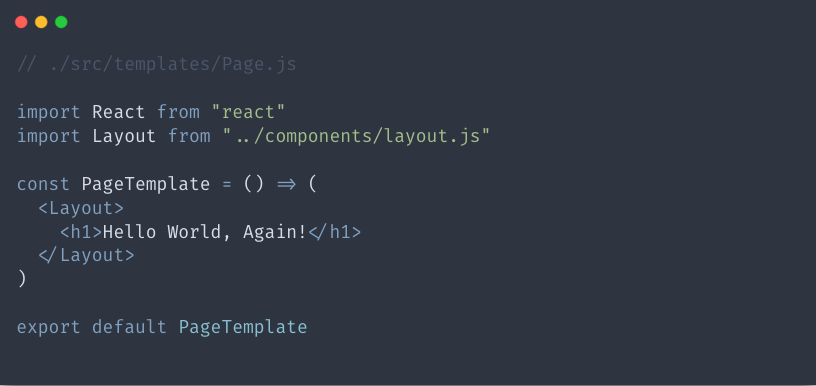 // ./src/templates/Page.js
import React from "react"
import Layout from "../components/layout.js"
const PageTemplate = () => (
<Layout>
<h1>Hello World, Again!</h1>
</Layout>
)
export default PageTemplate